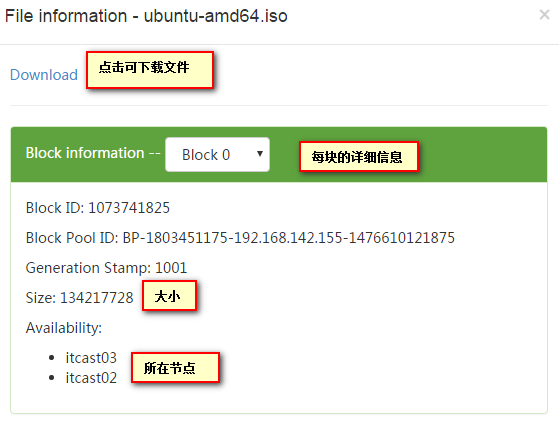 File information - ubuntu-amd64.iso
×
Download
点击可下载文件
Block information -- Block 0
每块的详细信息
Block ID: 1073741825
Block Pool ID: BP-1803451175-192.168.142.155-1476610121875
Generation Stamp: 1001
Size: 134217728
大小
Availability:
itcast03
itcast02
所在节点